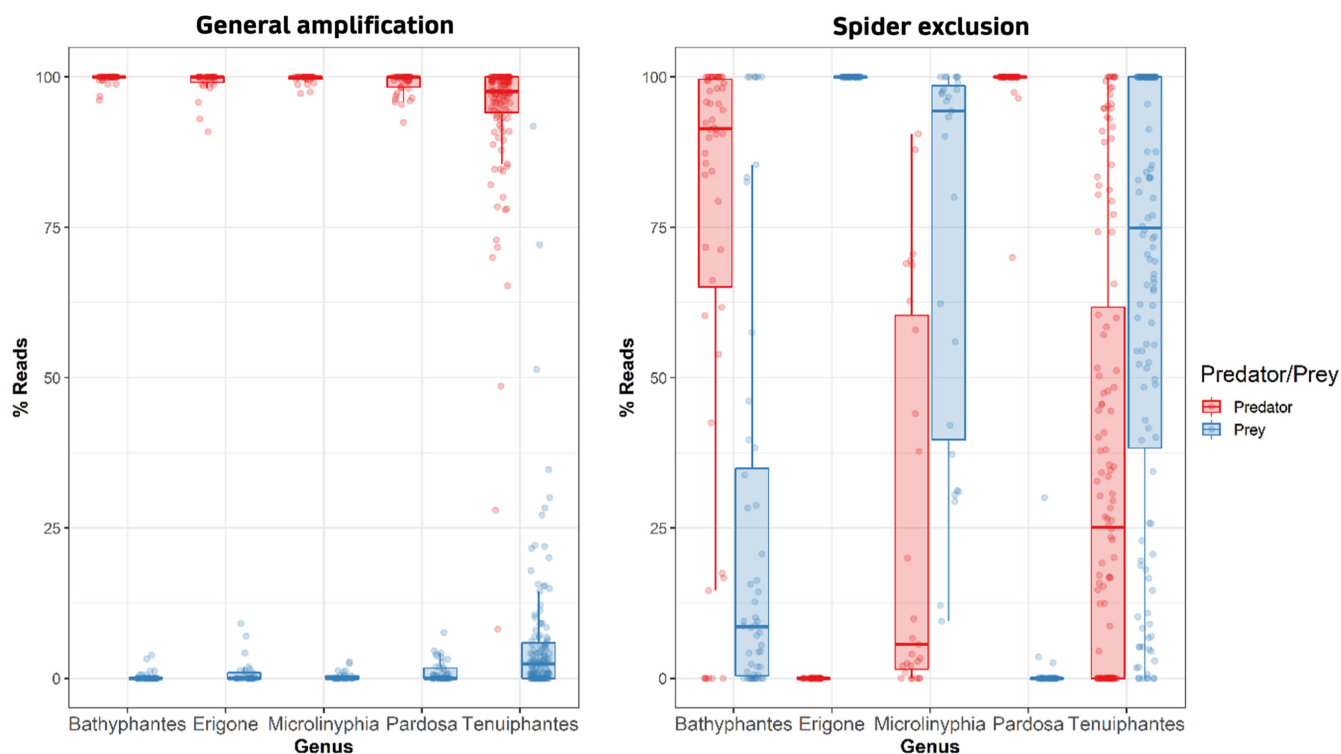 General amplification
Spider exclusion
% Reads
100
75
50
25
0
Bathyphantes Erigone Microlinyphia Pardosa Tenuiphantes
Genus
% Reads
100
75
50
25
0
Bathyphantes Erigone Microlinyphia Pardosa Tenuiphantes
Genus
Predator/Prey
Predator
Prey